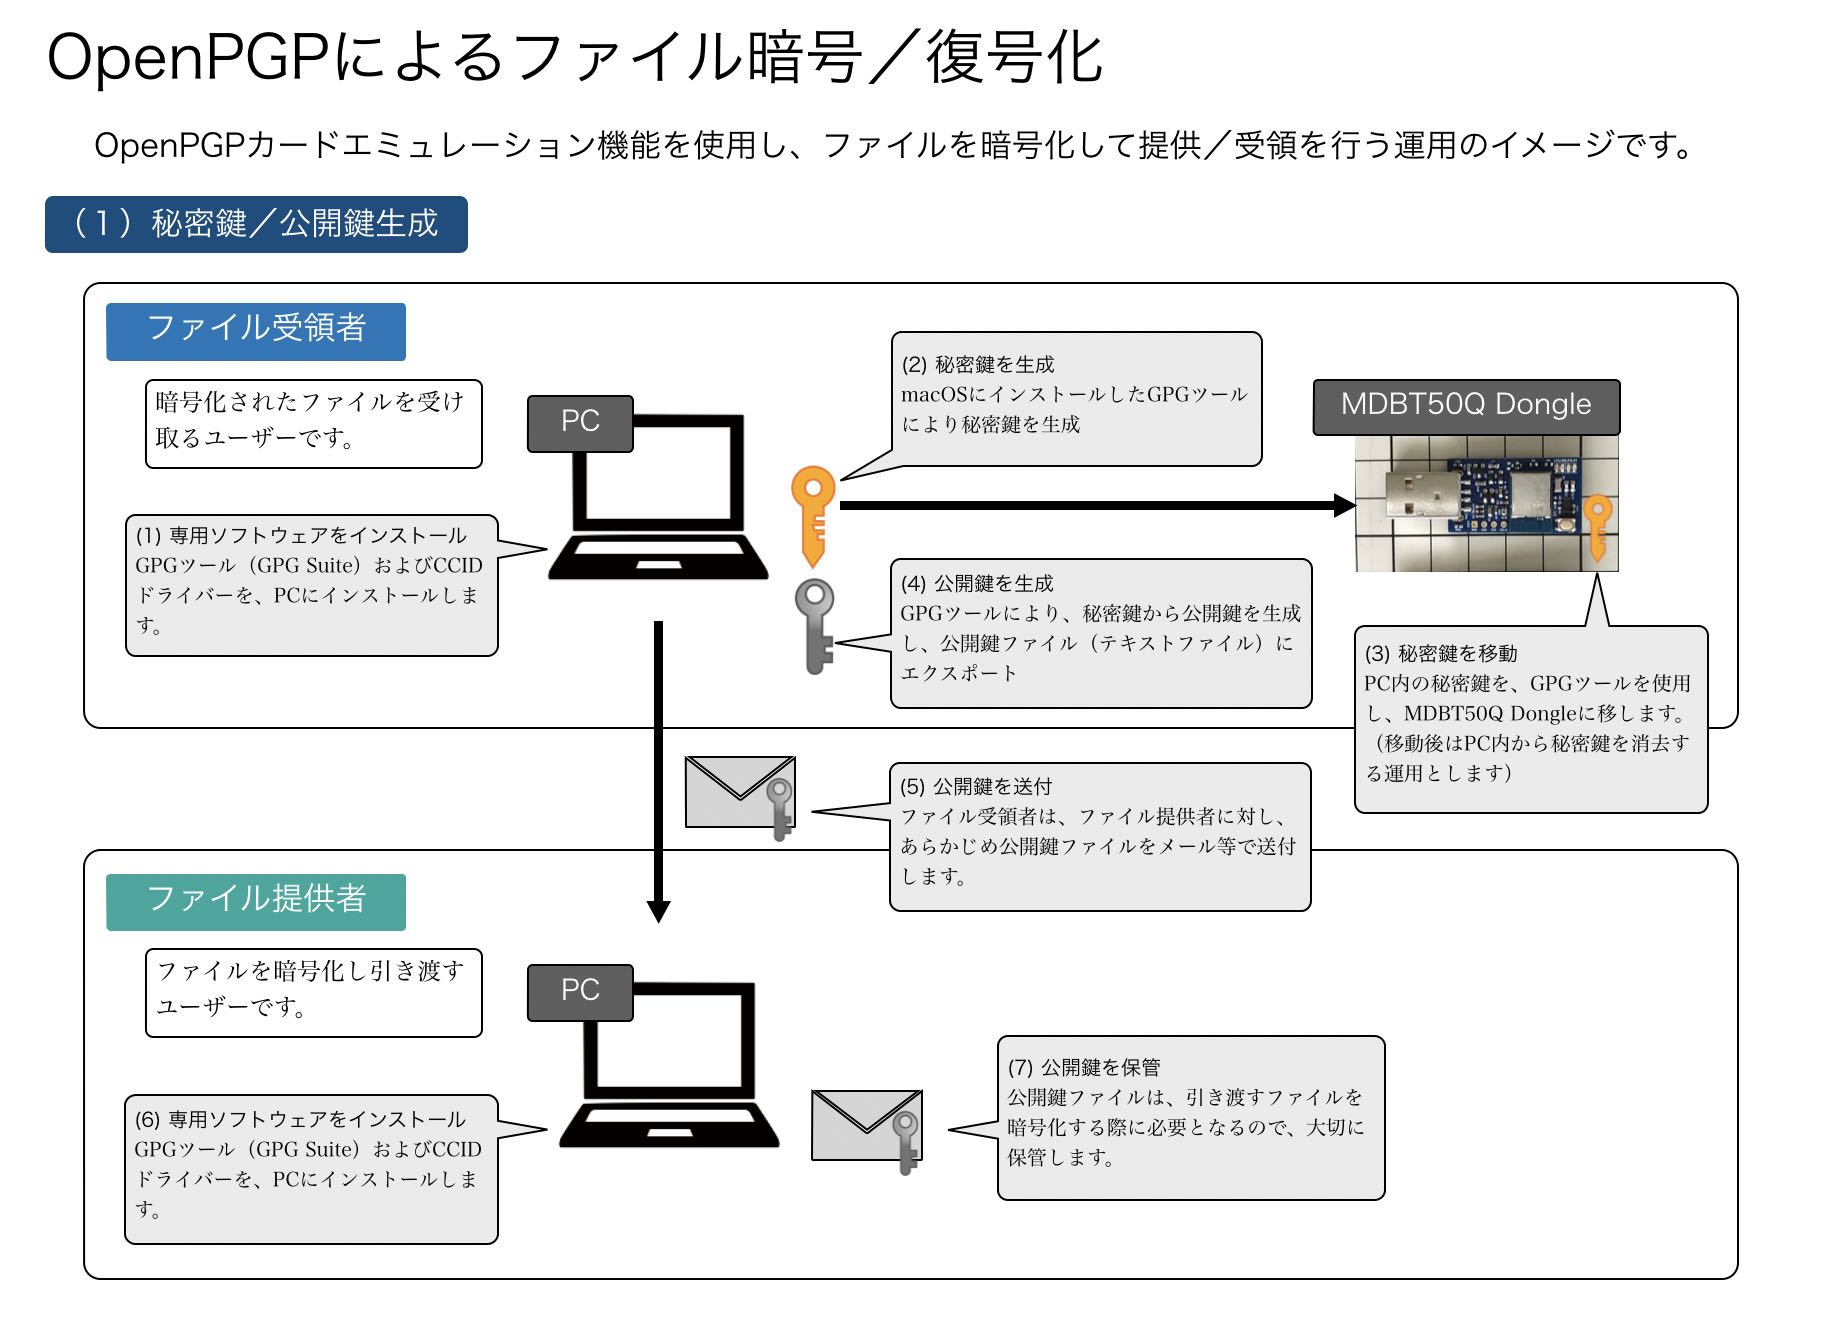 OpenPGPによるファイル暗号／復号化
OpenPGPカードエミュレーション機能を使用し、ファイルを暗号化して提供／受領を行う運用のイメージです。
（1）秘密鍵／公開鍵生成
ファイル受領者
暗号化されたファイルを受け
取るユーザーです。
PC
(1) 専用ソフトウェアをインストール
GPGツール（GPG Suite）およびCCID
ドライバーを、PCにインストールしま
す。
(2) 秘密鍵を生成
macOSにインストールしたGPGツール
により秘密鍵を生成
MDBT50Q Dongle
(4) 公開鍵を生成
GPGツールにより、秘密鍵から公開鍵を生成
し、公開鍵ファイル（テキストファイル）に
エクスポート
(3) 秘密鍵を移動
PC内の秘密鍵を、GPGツールを使用
し、MDBT50Q Dongleに移します。
（移動後はPC内から秘密鍵を消去す
る運用とします）
(5) 公開鍵を送付
ファイル受領者は、ファイル提供者に対し、
あらかじめ公開鍵ファイルをメール等で送付
します。
ファイル提供者
ファイルを暗号化し引き渡す
ユーザーです。
PC
(6) 専用ソフトウェアをインストール
GPGツール（GPG Suite）およびCCID
ドライバーを、PCにインストールしま
す。
(7) 公開鍵を保管
公開鍵ファイルは、引き渡すファイルを
暗号化する際に必要となるので、大切に
保管します。